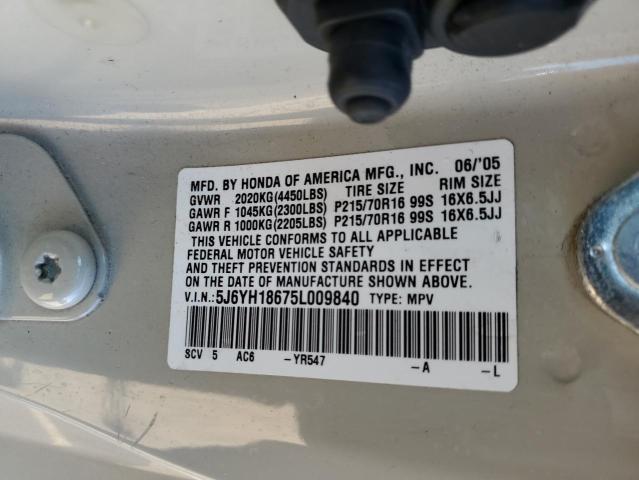 MFD. BY HONDA OF AMERICA MFG., INC. 06/'05
GVWR 2020KG(4450LBS) TIRE SIZE RIM SIZE
GAWR F 1045KG(2300LBS) P215/70R16 99S 16X6.5JJ
GAWR R 1000KG(2205LBS) P215/70R16 99S 16X6.5JJ
THIS VEHICLE CONFORMS TO ALL APPLICABLE
FEDERAL MOTOR VEHICLE SAFETY
AND THEFT PREVENTION STANDARDS IN EFFECT
ON THE DATE OF MANUFACTURE SHOWN ABOVE.
V.I.N.:5J6YH18675L009840 TYPE: MPV
SCV 5 AC6 -YR547 -A -L